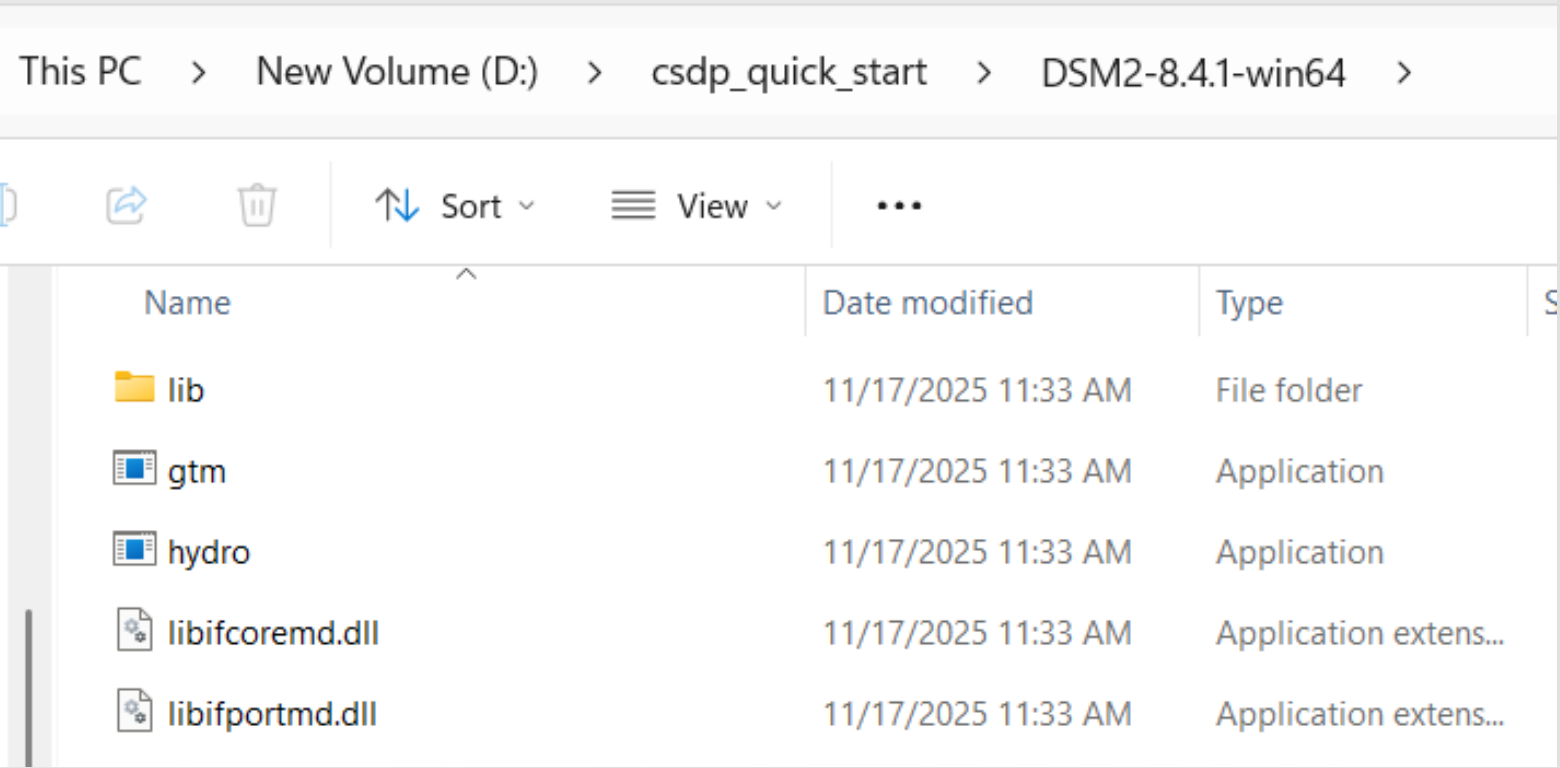 This PC > New Volume (D:) > csdp_quick_start > DSM2-8.4.1-win64 >
Sort View ...
Name Date modified Type S
lib 11/17/2025 11:33 AM File folder
gtm 11/17/2025 11:33 AM Application
hydro 11/17/2025 11:33 AM Application
libifcoremd.dll 11/17/2025 11:33 AM Application extens...
libifportmd.dll 11/17/2025 11:33 AM Application extens...